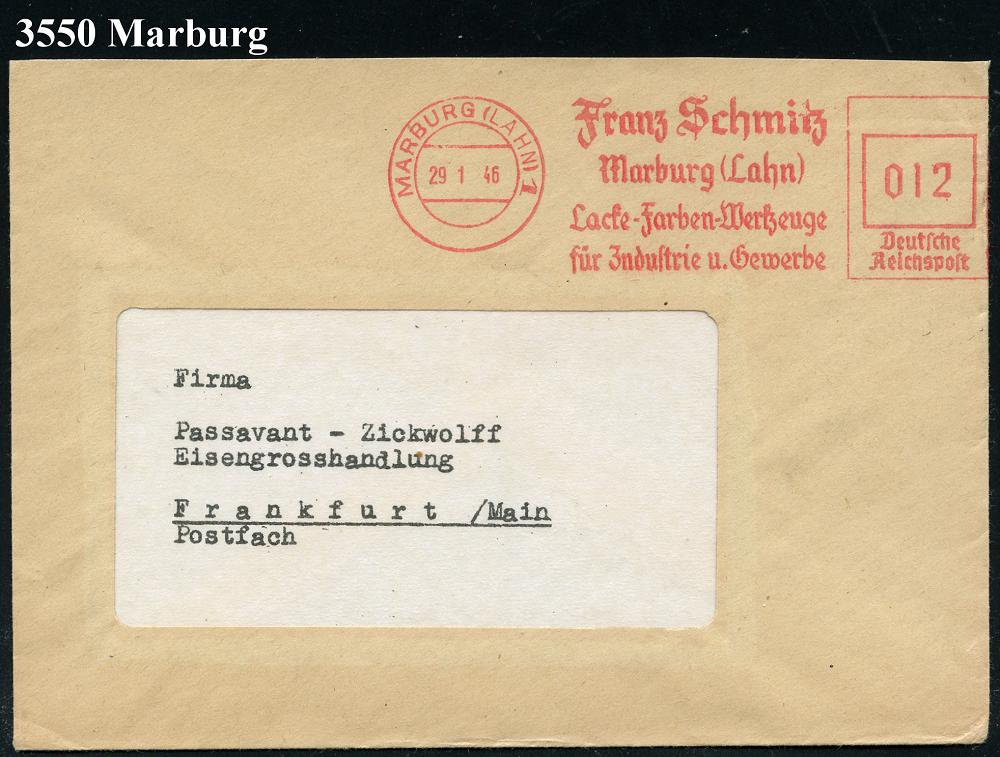 3550 Marburg
MARBURG (LAHN) 1
29 1 46
Franz Schmitz
Marburg (Lahn)
Lacke-Farben-Werkzeuge
für Industrie u. Gewerbe
012
Deutsche
Reichspost
Firma
Passavant - Zickwolff
Eisengrosshandlung
F r a n k f u r t /Main
Postfach